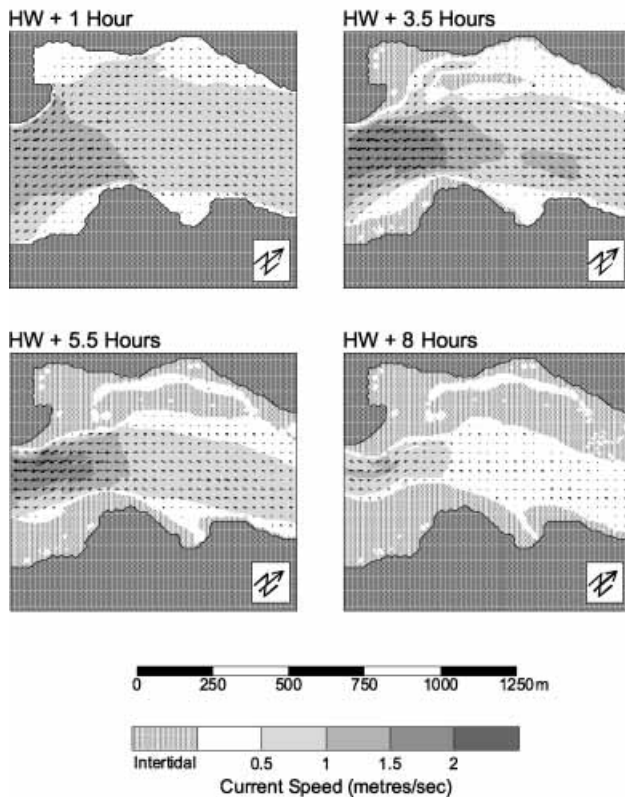 HW + 1 Hour
HW + 3.5 Hours
N
N
HW + 5.5 Hours
HW + 8 Hours
N
N
0 250 500 750 1000 1250m
Intertidal 0.5 1 1.5 2
Current Speed (metres/sec)